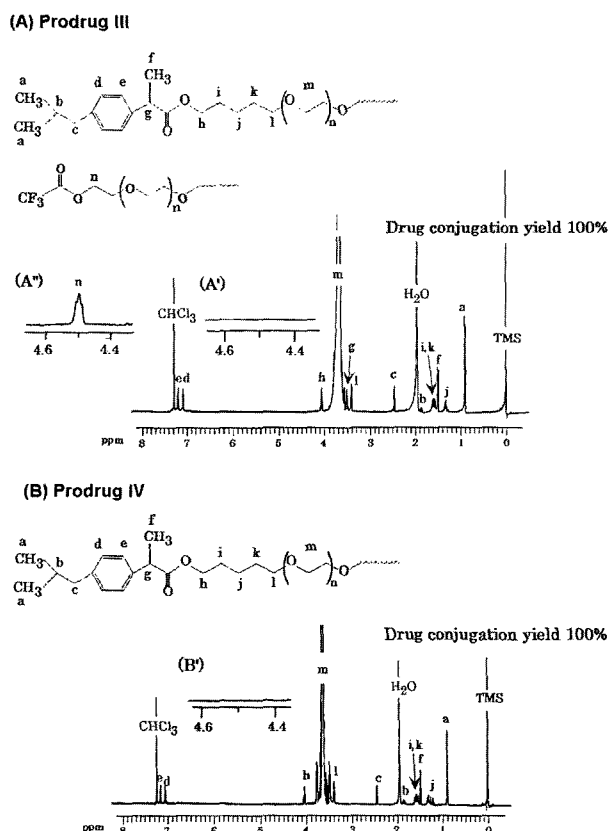 (A) Prodrug III
f
a
d e
CH₃
CH₃ i k m
b
O O
O
CH₃ c g h j l n
a
O
O
n
O
CF₃ O O
n
Drug conjugation yield 100%
(A'') n
(A')
m
CHCl₃
H₂O
a
g
i,k
f
TMS
4.6 4.4
4.6 4.4
e d
h
l
c
b
j
ppm 8 7 6 5 4 3 2 1 0
(B) Prodrug IV
f
a
d e
CH₃
CH₃ i k m
b
O O
O
CH₃ c g h j l n
a
O
Drug conjugation yield 100%
(B')
m
H₂O
CHCl₃
4.6 4.4
a
TMS
i,k
f
e d
h
l
c
b
j
ppm 8 7 6 5 4 3 2 1 0